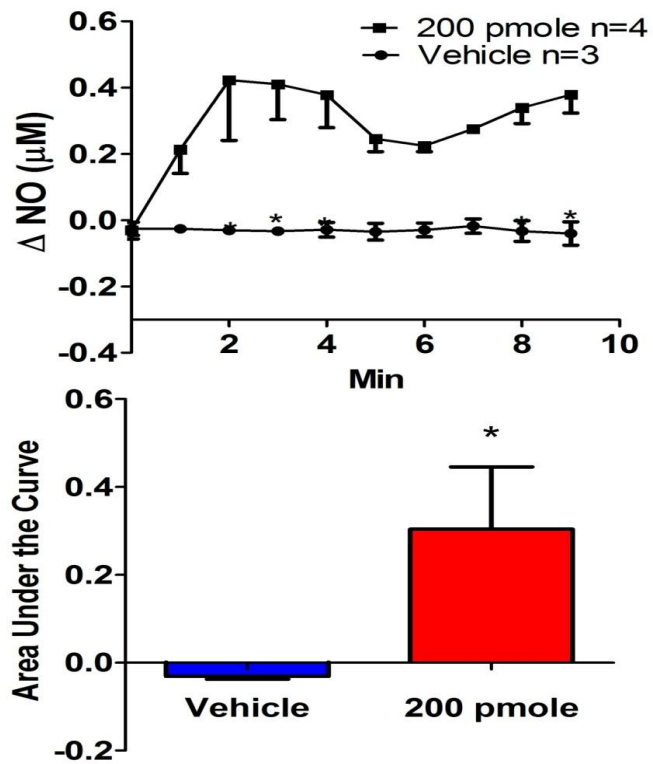 0.6
200 pmole n=4
Vehicle n=3
0.4
0.2
0.0
-0.2
-0.4
Δ NO (μM)
* * * * *
2 4 6 8 10
Min
0.6
0.4
0.2
0.0
-0.2
Area Under the Curve
*
Vehicle 200 pmole